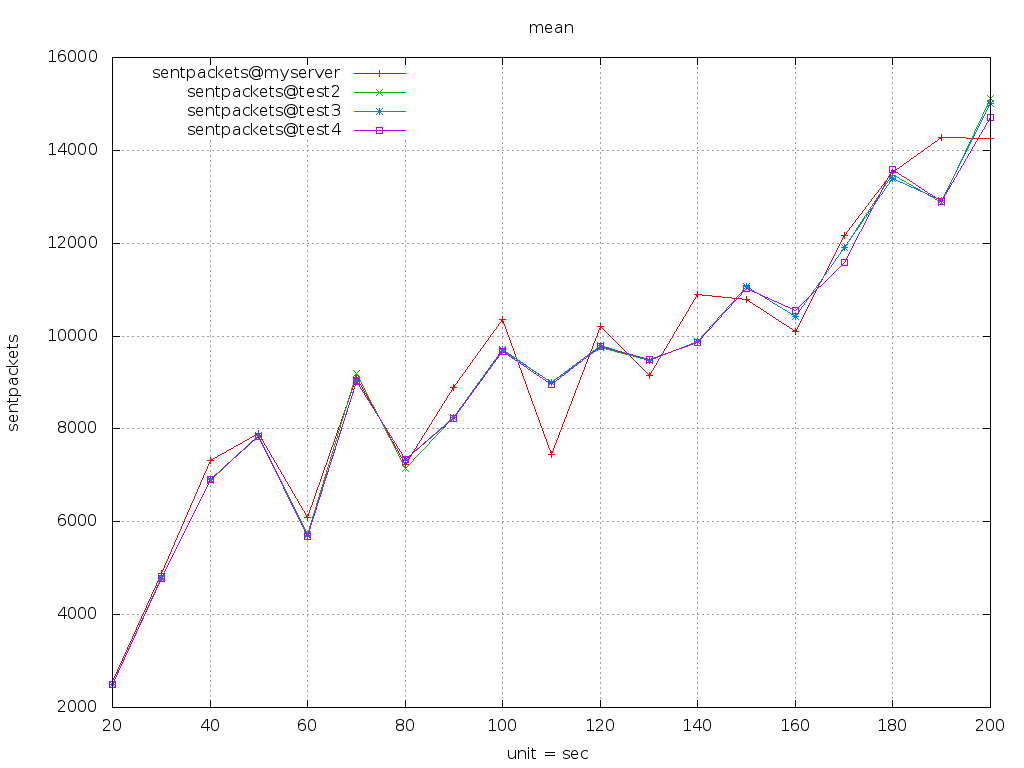 mean
16000
14000
12000
10000
8000
6000
4000
2000
sentpackets@myserver
sentpackets@test2
sentpackets@test3
sentpackets@test4
sentpackets
20 40 60 80 100 120 140 160 180 200
unit = sec